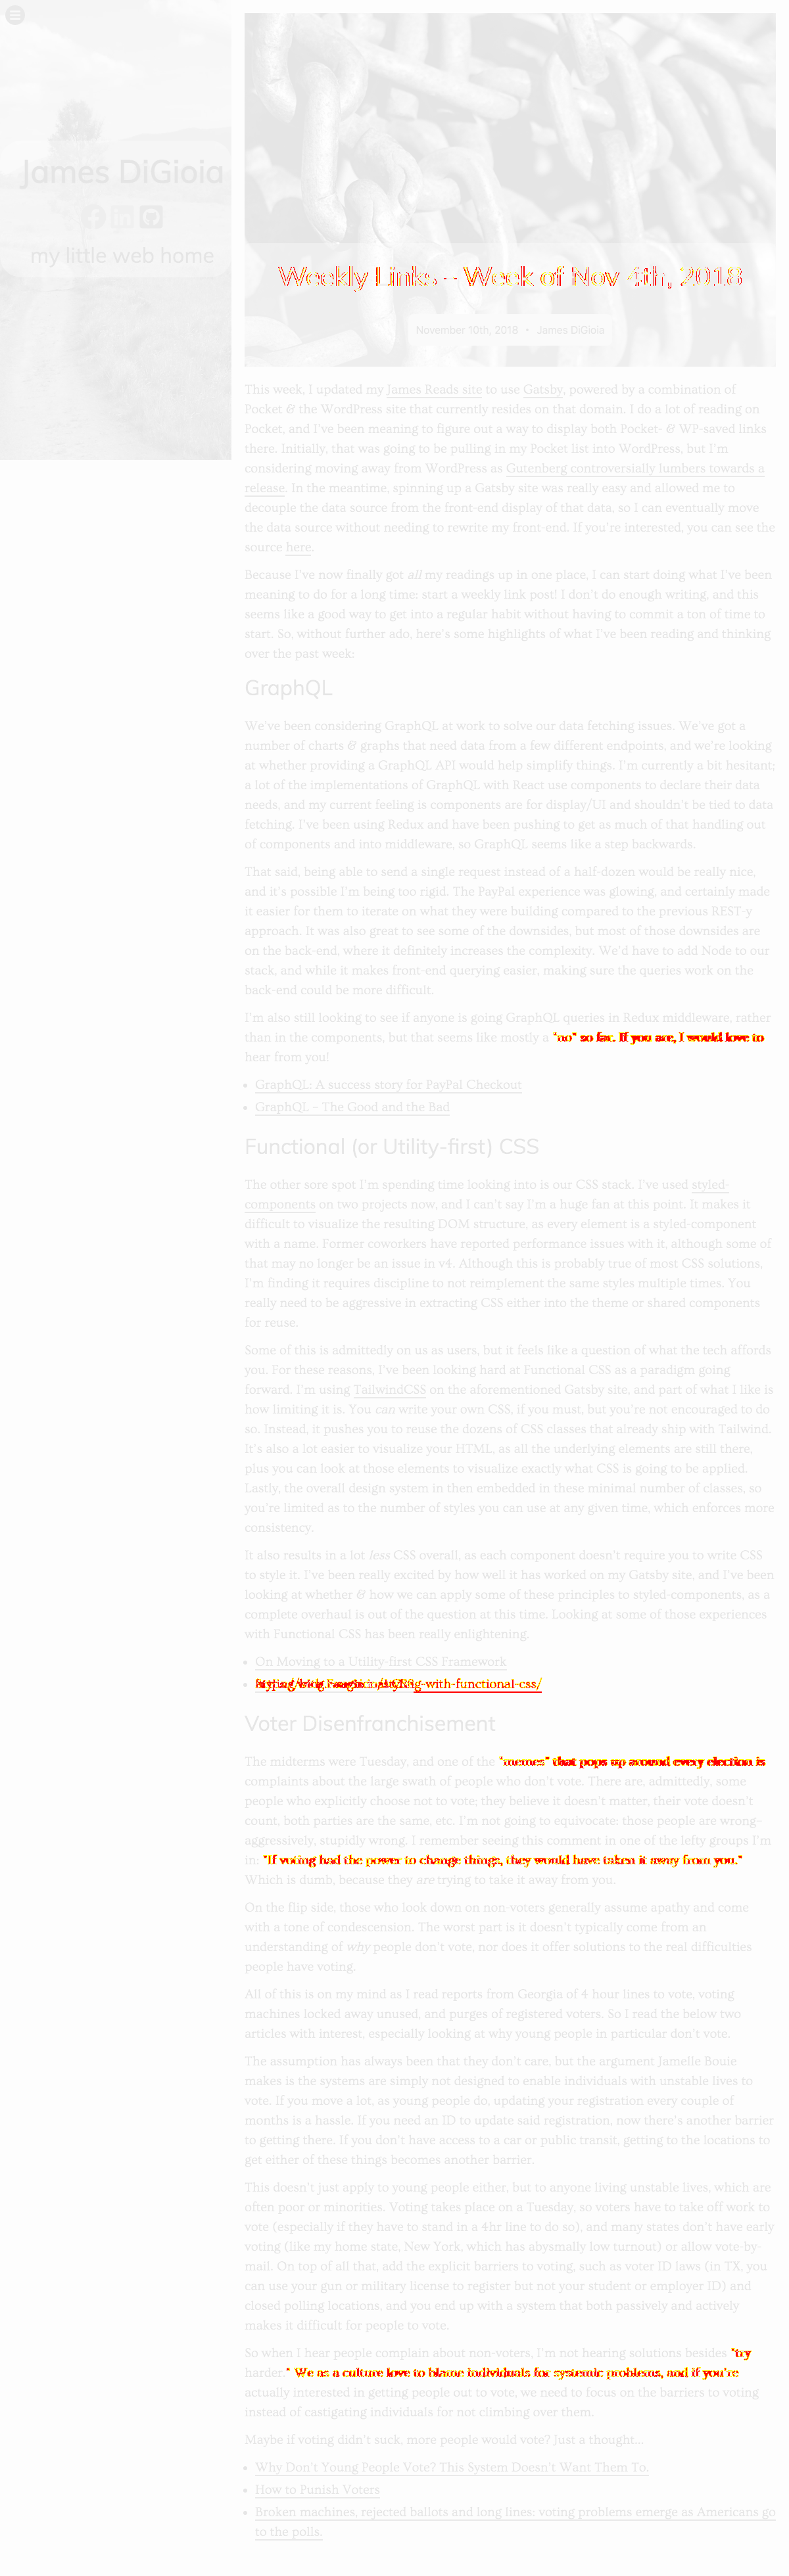 James DiGioia
my little web home
Weekly Links – Week of Nov 4th, 2018
November 10th, 2018 • James DiGioia
This week, I updated my James Reads site to use Gatsby, powered by a combination of
Pocket & the WordPress site that currently resides on that domain. I do a lot of reading on
Pocket, and I've been meaning to figure out a way to display both Pocket- & WP-saved links
there. Initially, that was going to be pulling in my Pocket list into WordPress, but I'm
considering moving away from WordPress as Gutenberg controversially lumbers towards a
release. In the meantime, spinning up a Gatsby site was really easy and allowed me to
decouple the data source from the front-end display of that data, so I can eventually move
the data source without needing to rewrite my front-end. If you're interested, you can see the
source here.
Because I've now finally got all my readings up in one place, I can start doing what I've been
meaning to do for a long time: start a weekly link post! I don't do enough writing, and this
seems like a good way to get into a regular habit without having to commit a ton of time to
start. So, without further ado, here's some highlights of what I've been reading and thinking
over the past week:
GraphQL
We've been considering GraphQL at work to solve our data fetching issues. We've got a
number of charts & graphs that need data from a few different endpoints, and we're looking
at whether providing a GraphQL API would help simplify things. I'm currently a bit hesitant;
a lot of the implementations of GraphQL with React use components to declare their data
needs, and my current feeling is components are for display/UI and shouldn't be tied to data
fetching. I've been using Redux and have been pushing to get as much of that handling out
of components and into middleware, so GraphQL seems like a step backwards.
That said, being able to send a single request instead of a half-dozen would be really nice,
and it's possible I'm being too rigid. The PayPal experience was glowing, and certainly made
it easier for them to iterate on what they were building compared to the previous REST-y
approach. It was also great to see some of the downsides, but most of those downsides are
on the back-end, where it definitely increases the complexity. We'd have to add Node to our
stack, and while it makes front-end querying easier, making sure the queries work on the
back-end could be more difficult.
I'm also still looking to see if anyone is going GraphQL queries in Redux middleware, rather
than in the components, but that seems like mostly a "no" so far. If you are, I would love to
hear from you!
GraphQL: A success story for PayPal Checkout
GraphQL – The Good and the Bad
Functional (or Utility-first) CSS
The other sore spot I'm spending time looking into is our CSS stack. I've used styled-
components on two projects now, and I can't say I'm a huge fan at this point. It makes it
difficult to visualize the resulting DOM structure, as every element is a styled-component
with a name. Former coworkers have reported performance issues with it, although some of
that may no longer be an issue in v4. Although this is probably true of most CSS solutions,
I'm finding it requires discipline to not reimplement the same styles multiple times. You
really need to be aggressive in extracting CSS either into the theme or shared components
for reuse.
Some of this is admittedly on us as users, but it feels like a question of what the tech affords
you. For these reasons, I've been looking hard at Functional CSS as a paradigm going
forward. I'm using TailwindCSS on the aforementioned Gatsby site, and part of what I like is
how limiting it is. You can write your own CSS, if you must, but you're not encouraged to do
so. Instead, it pushes you to reuse the dozens of CSS classes that already ship with Tailwind.
It's also a lot easier to visualize your HTML, as all the underlying elements are still there,
plus you can look at those elements to visualize exactly what CSS is going to be applied.
Lastly, the overall design system in then embedded in these minimal number of classes, so
you're limited as to the number of styles you can use at any given time, which enforces more
consistency.
It also results in a lot less CSS overall, as each component doesn't require you to write CSS
to style it. I've been really excited by how well it has worked on my Gatsby site, and I've been
looking at whether & how we can apply some of these principles to styled-components, as a
complete overhaul is out of the question at this time. Looking at some of those experiences
with Functional CSS has been really enlightening.
On Moving to a Utility-first CSS Framework
-with-functional-css/
Voter Disenfranchisement
The midterms were Tuesday, and one of the "memes" that pops up around every election is
complaints about the large swath of people who don't vote. There are, admittedly, some
people who explicitly choose not to vote; they believe it doesn't matter, their vote doesn't
count, both parties are the same, etc. I'm not going to equivocate: those people are wrong–
aggressively, stupidly wrong. I remember seeing this comment in one of the lefty groups I'm
in: "If voting had the power to change things, they would have taken it away from you."
Which is dumb, because they are trying to take it away from you.
On the flip side, those who look down on non-voters generally assume apathy and come
with a tone of condescension. The worst part is it doesn't typically come from an
understanding of why people don't vote, nor does it offer solutions to the real difficulties
people have voting.
All of this is on my mind as I read reports from Georgia of 4 hour lines to vote, voting
machines locked away unused, and purges of registered voters. So I read the below two
articles with interest, especially looking at why young people in particular don't vote.
The assumption has always been that they don't care, but the argument Jamelle Bouie
makes is the systems are simply not designed to enable individuals with unstable lives to
vote. If you move a lot, as young people do, updating your registration every couple of
months is a hassle. If you need an ID to update said registration, now there's another barrier
to getting there. If you don't have access to a car or public transit, getting to the locations to
get either of these things becomes another barrier.
This doesn't just apply to young people either, but to anyone living unstable lives, which are
often poor or minorities. Voting takes place on a Tuesday, so voters have to take off work to
vote (especially if they have to stand in a 4hr line to do so), and many states don't have early
voting (like my home state, New York, which has abysmally low turnout) or allow vote-by-
mail. On top of all that, add the explicit barriers to voting, such as voter ID laws (in TX, you
can use your gun or military license to register but not your student or employer ID) and
closed polling locations, and you end up with a system that both passively and actively
makes it difficult for people to vote.
So when I hear people complain about non-voters, I'm not hearing solutions besides "try
harder." We as a culture love to blame individuals for systemic problems, and if you're
actually interested in getting people out to vote, we need to focus on the barriers to voting
instead of castigating individuals for not climbing over them.
Maybe if voting didn't suck, more people would vote? Just a thought...
Why Don't Young People Vote? This System Doesn't Want Them To.
How to Punish Voters
Broken machines, rejected ballots and long lines: voting problems emerge as Americans go
to the polls.